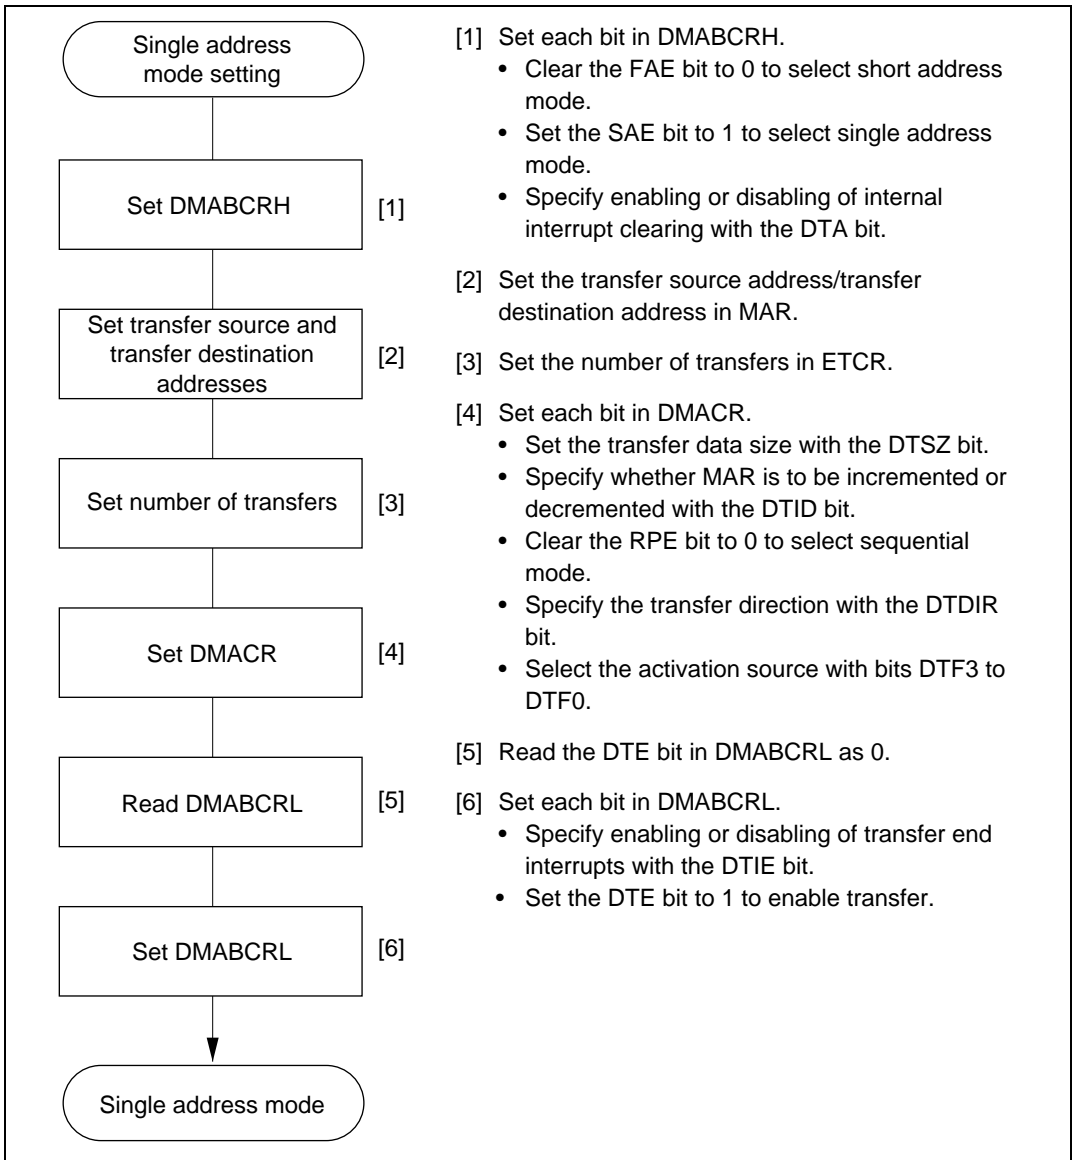 Single address
mode setting
Set DMABCRH [1]
Set transfer source and
transfer destination
addresses
[2]
Set number of transfers [3]
Set DMACR [4]
Read DMABCRL [5]
Set DMABCRL [6]
Single address mode
[1] Set each bit in DMABCRH.
• Clear the FAE bit to 0 to select short address
mode.
• Set the SAE bit to 1 to select single address
mode.
• Specify enabling or disabling of internal
interrupt clearing with the DTA bit.
[2] Set the transfer source address/transfer
destination address in MAR.
[3] Set the number of transfers in ETCR.
[4] Set each bit in DMACR.
• Set the transfer data size with the DTSZ bit.
• Specify whether MAR is to be incremented or
decremented with the DTID bit.
• Clear the RPE bit to 0 to select sequential
mode.
• Specify the transfer direction with the DTDIR
bit.
• Select the activation source with bits DTF3 to
DTF0.
[5] Read the DTE bit in DMABCRL as 0.
[6] Set each bit in DMABCRL.
• Specify enabling or disabling of transfer end
interrupts with the DTIE bit.
• Set the DTE bit to 1 to enable transfer.